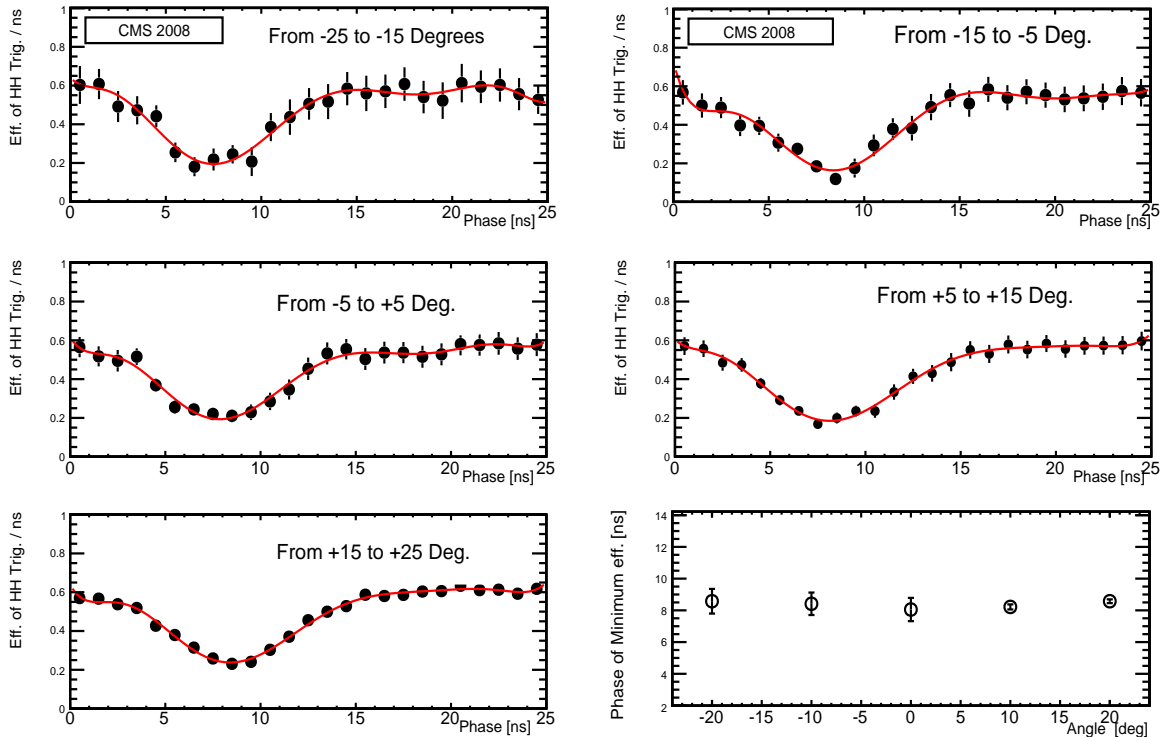 CMS 2008
From -25 to -15 Degrees
Eff. of HH Trig. / ns
1
0.8
0.6
0.4
0.2
0
0 5 10 15 20 25
Phase [ns]
CMS 2008
From -15 to -5 Deg.
Eff. of HH Trig. / ns
1
0.8
0.6
0.4
0.2
0
0 5 10 15 20 25
Phase [ns]
From -5 to +5 Deg.
Eff. of HH Trig. / ns
1
0.8
0.6
0.4
0.2
0
0 5 10 15 20 25
Phase [ns]
From +5 to +15 Deg.
Eff. of HH Trig. / ns
1
0.8
0.6
0.4
0.2
0
0 5 10 15 20 25
Phase [ns]
From +15 to +25 Deg.
Eff. of HH Trig. / ns
1
0.8
0.6
0.4
0.2
0
0 5 10 15 20 25
Phase [ns]
Phase of Minimum eff. [ns]
14
12
10
8
6
4
2
-20 -15 -10 -5 0 5 10 15 20
Angle [deg]